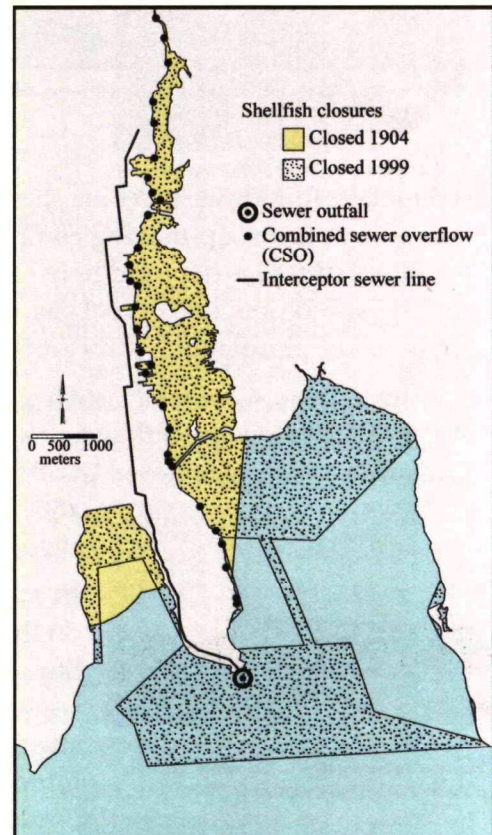 Shellfish closures
Closed 1904
Closed 1999
Sewer outfall
Combined sewer overflow
(CSO)
Interceptor sewer line
0 500 1000
meters